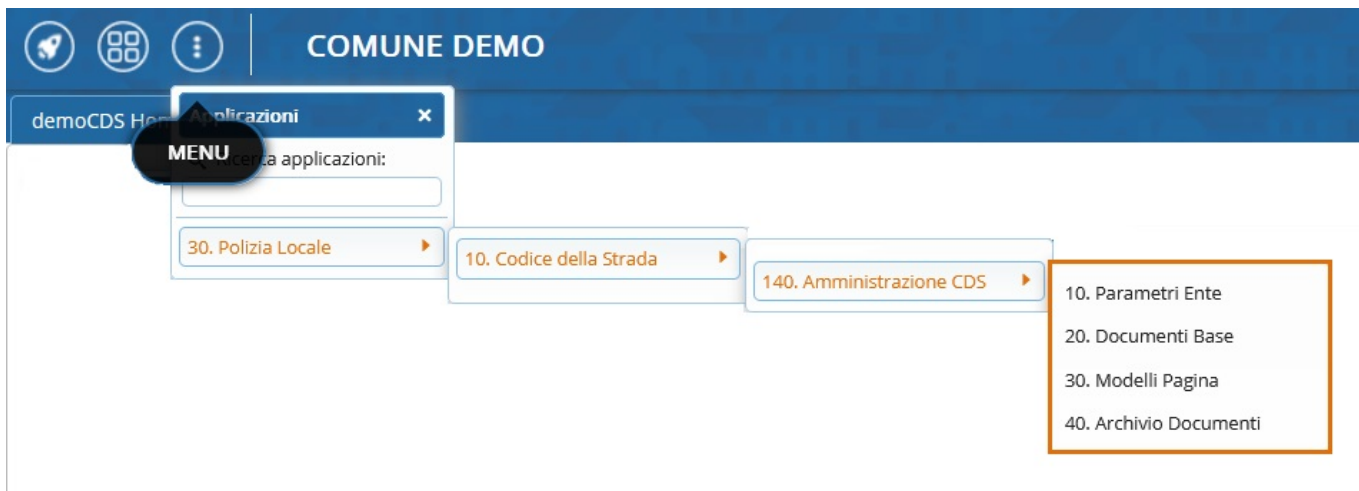 COMUNE DEMO
demoCDS
Applicazioni
MENU
applicazioni:
30. Polizia Locale
10. Codice della Strada
140. Amministrazione CDS
10. Parametri Ente
20. Documenti Base
30. Modelli Pagina
40. Archivio Documenti